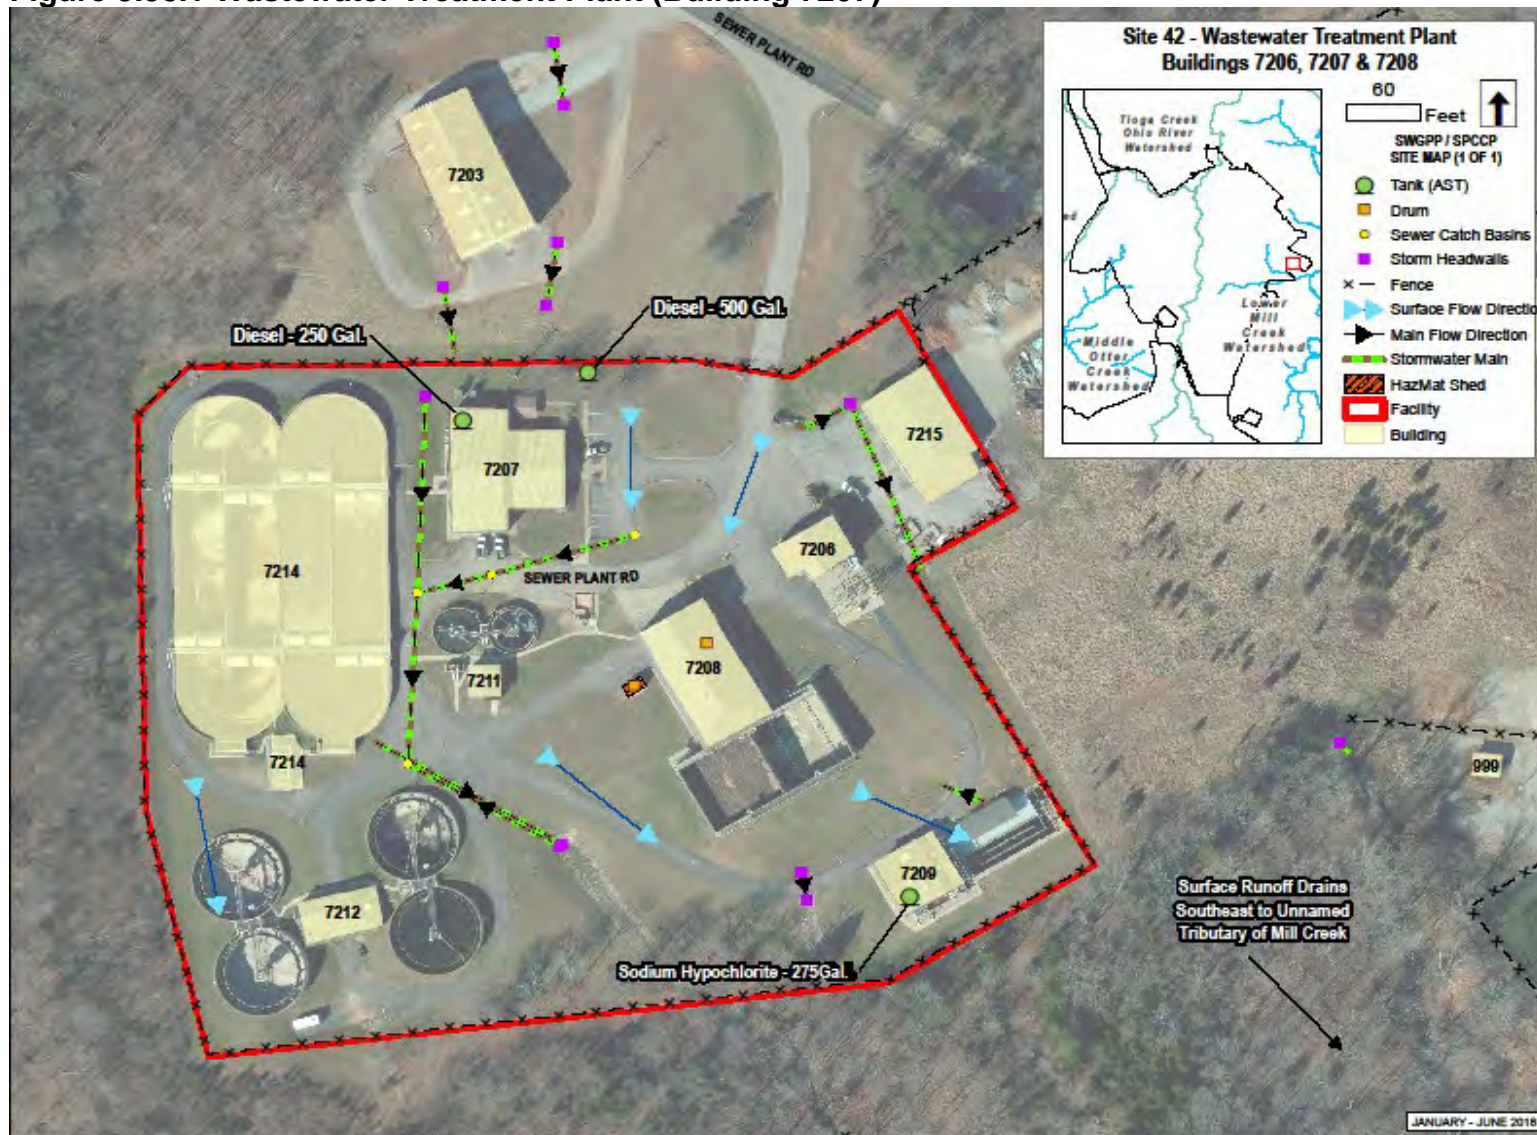 SEWER PLANT RD
Site 42 - Wastewater Treatment Plant
Buildings 7206, 7207 & 7208
60
Feet
SWGPP / SPCCP
SITE MAP (1 OF 1)
Tank (AST)
Drum
Sewer Catch Basins
Storm Headwalls
Fence
Surface Flow Directio
Main Flow Direction
Stormwater Main
HazMat Shed
Facility
Building
Tioga Creek
Ohio River
Watershed
Lower
Mill
Creek
Watershed
Middle
Otter
Creek
Watershed
7203
Diesel - 500 Gal.
Diesel - 250 Gal.
7215
7207
7206
7214
SEWER PLANT RD
7208
7211
7214
999
7209
7212
Surface Runoff Drains
Southeast to Unnamed
Tributary of Mill Creek
Sodium Hypochlorite - 275Gal.